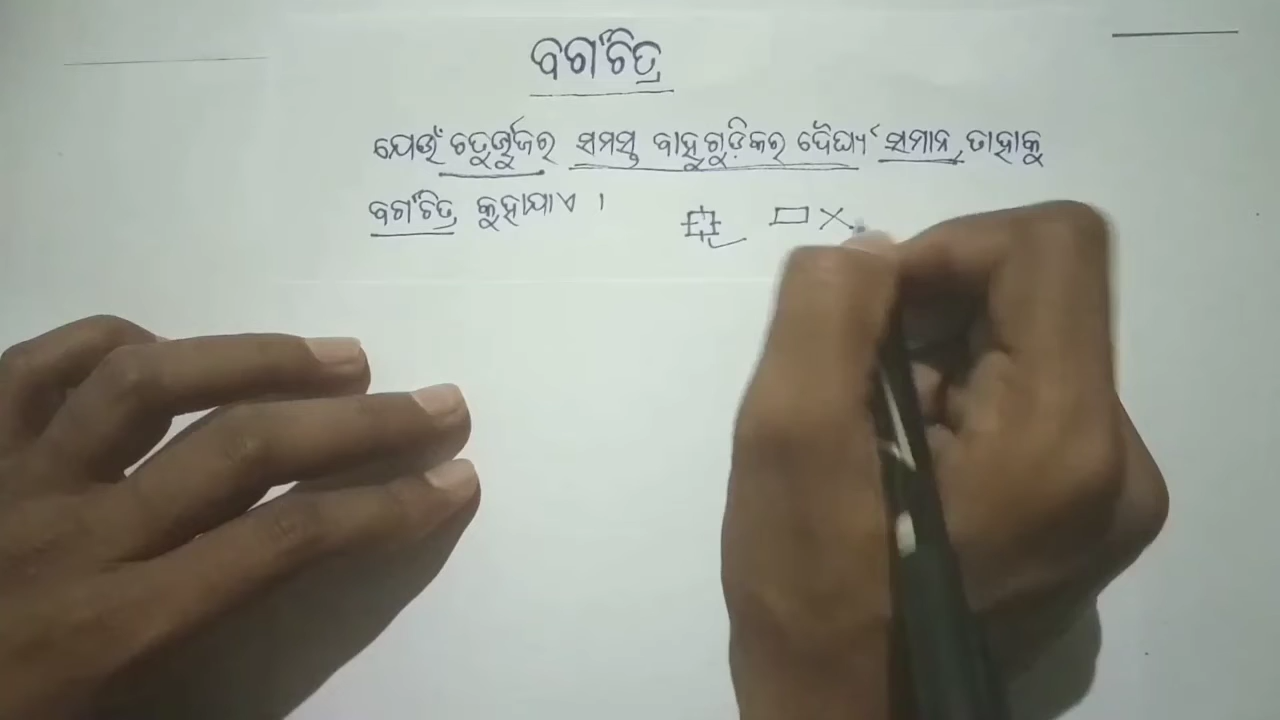 ବର୍ଗଚିତ୍ର
ଯେଉଁ ଚତୁର୍ଭୁଜର ସମସ୍ତ ବାହୁଗୁଡ଼ିକର ଦୈର୍ଘ୍ୟ ସମାନ, ତାହାକୁ
ବର୍ଗଚିତ୍ର କୁହାଯାଏ ।